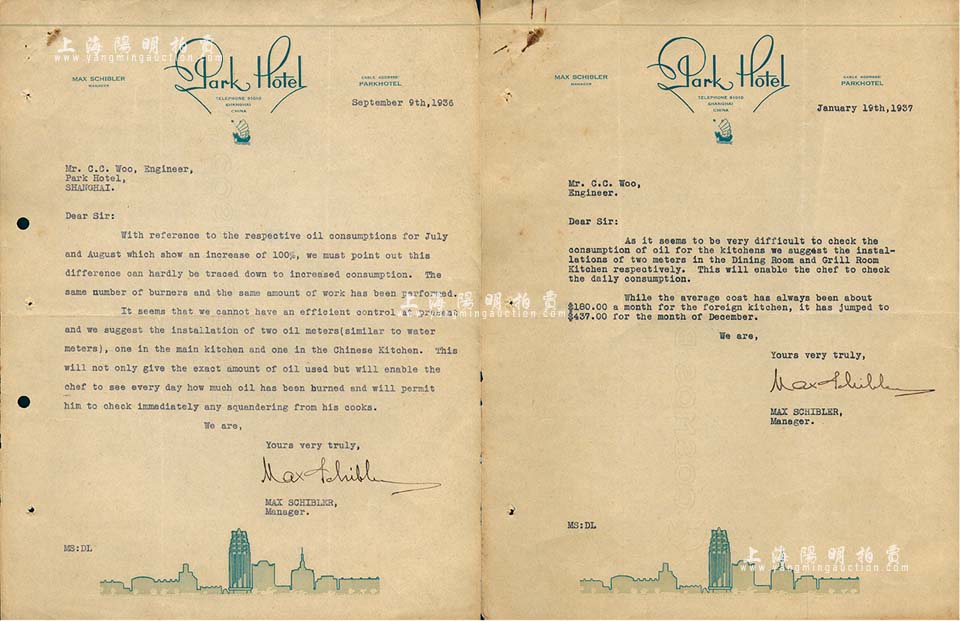 上海陽明拍賣
www.yangmingauction.com
Park Hotel
MAX SCHIBLER
MANAGER
CABLE ADDRESS
PARKHOTEL
SHANGHAI
CHINA
September 9th,1936
Mr. C.C. Woo, Engineer,
Park Hotel,
SHANGHAI.
Dear Sir:
With reference to the respective oil consumptions for July
and August which show an increase of 100%, we must point out this
difference can hardly be traced down to increased consumption. The
same number of burners and the same amount of work has been performed.
It seems that we cannot have an efficient control at present
and we suggest the installation of two oil meters(similar to water
meters), one in the main kitchen and one in the Chinese Kitchen. This
will not only give the exact amount of oil used but will enable the
chef to see every day how much oil has been burned and will permit
him to check immediately any squandering from his cooks.
We are,
Yours very truly,
Max Schibler
MAX SCHIBLER,
Manager.
MS:DL
Park Hotel
MAX SCHIBLER
MANAGER
CABLE ADDRESS
PARKHOTEL
SHANGHAI
CHINA
January 19th,1937
Mr. C.C. Woo,
Engineer.
Dear Sir:
As it seems to be very difficult to check the
consumption of oil for the kitchens we suggest the instal-
lations of two meters in the Dining Room and Grill Room
Kitchen respectively. This will enable the chef to check
the daily consumption.
While the average cost has always been about
$180.00 a month for the foreign kitchen, it has jumped to
$437.00 for the month of December.
We are,
Yours very truly,
Max Schibler
MAX SCHIBLER,
Manager.
MS:DL
上海陽明拍賣
www.yangmingauction.com
上海陽明拍賣
www.yangmingauction.com